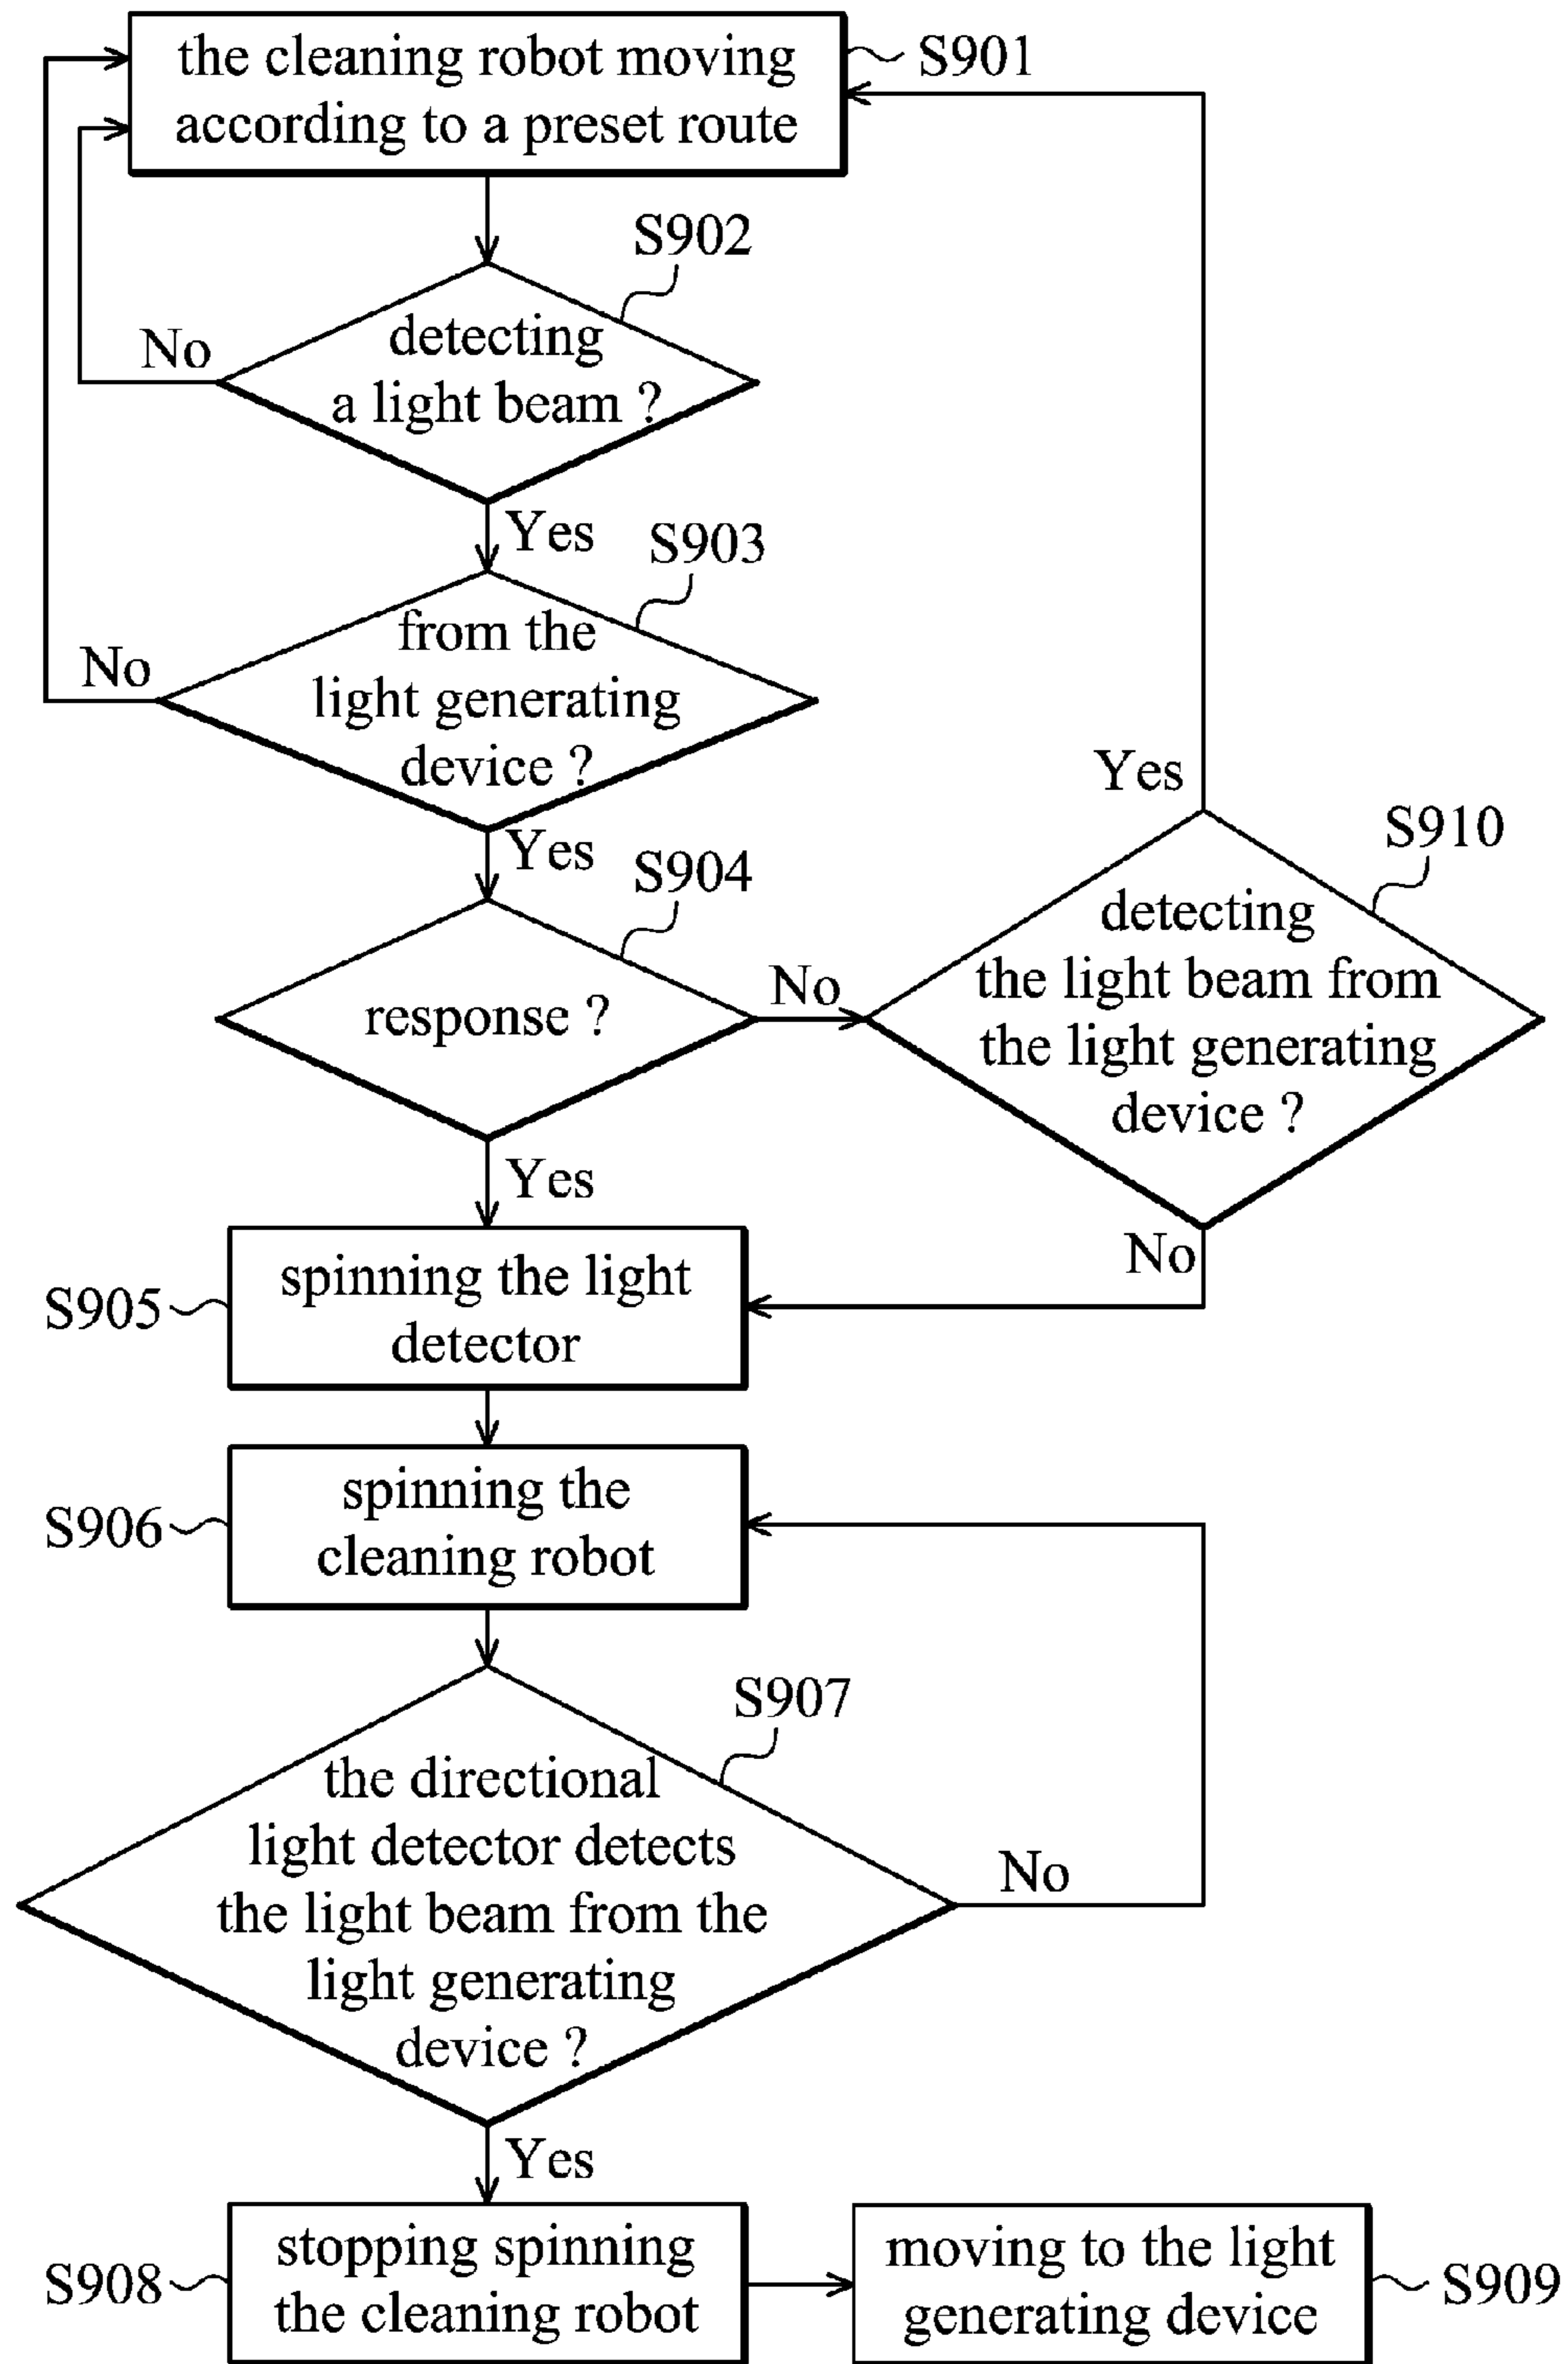 the cleaning robot moving
according to a preset route
S901
S902
detecting
a light beam ?
No
Yes
S903
from the
light generating
device ?
No
Yes
S904
response ?
No
Yes
S910
detecting
the light beam from
the light generating
device ?
Yes
No
S905
spinning the light
detector
S906
spinning the
cleaning robot
S907
the directional
light detector detects
the light beam from the
light generating
device ?
No
Yes
S908
stopping spinning
the cleaning robot
moving to the light
generating device
S909